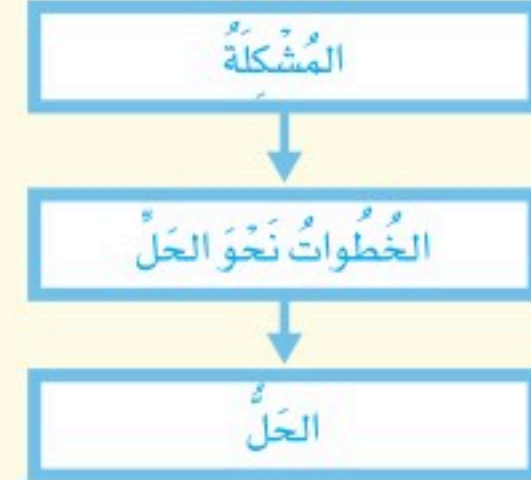 المُشْكِلَةُ
الخُطُواتُ نَحْوَ الحَلِّ
الحَلُّ